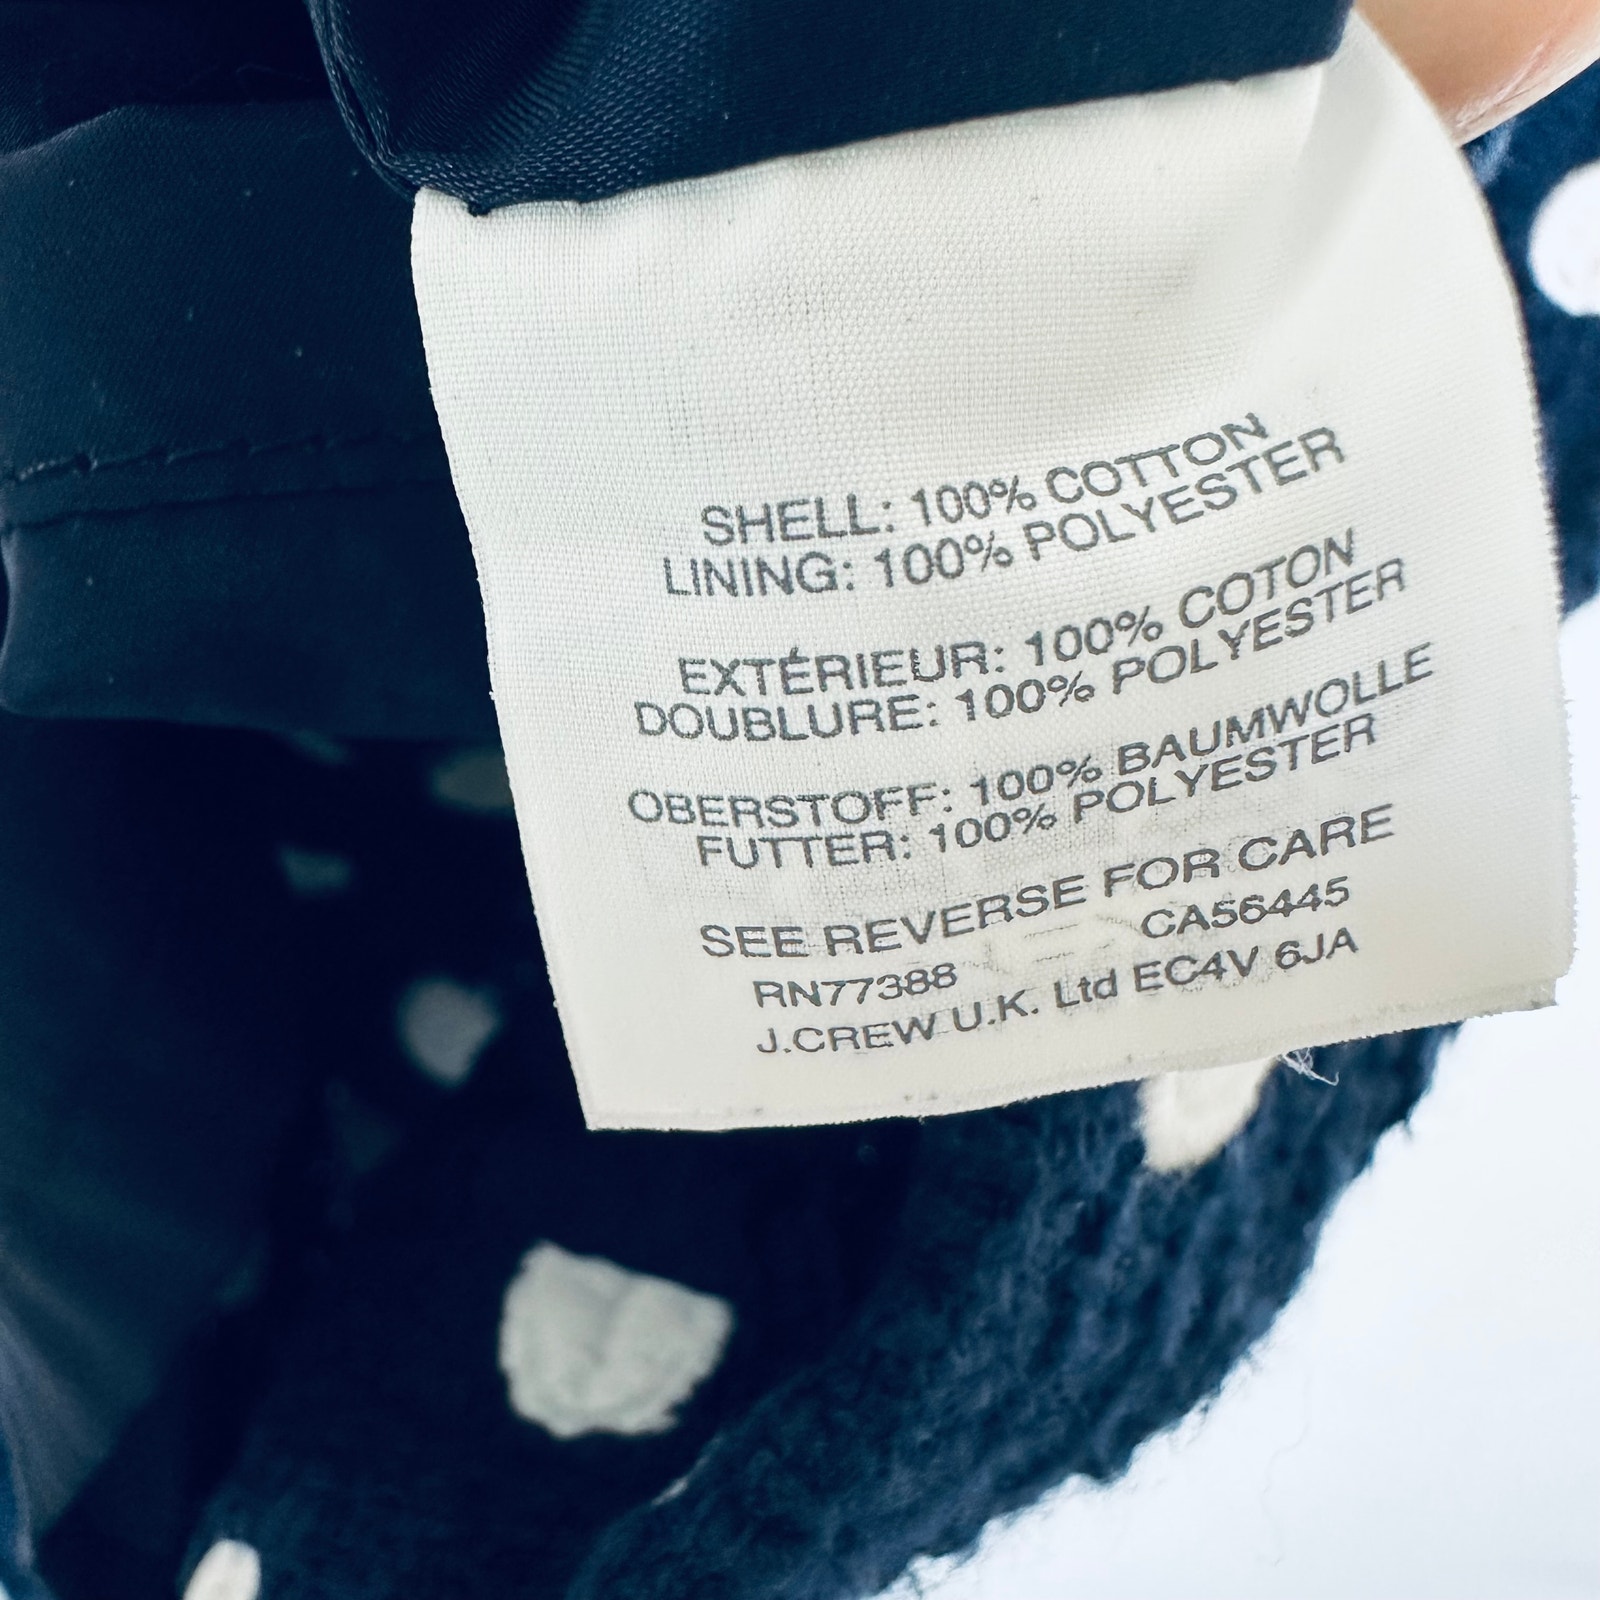 SHELL: 100% COTTON
LINING: 100% POLYESTER
EXTÉRIEUR: 100% COTON
DOUBLURE: 100% POLYESTER
OBERSTOFF: 100% BAUMWOLLE
FUTTER: 100% POLYESTER
SEE REVERSE FOR CARE
RN77388 CA56445
J.CREW U.K. Ltd EC4V 6JA